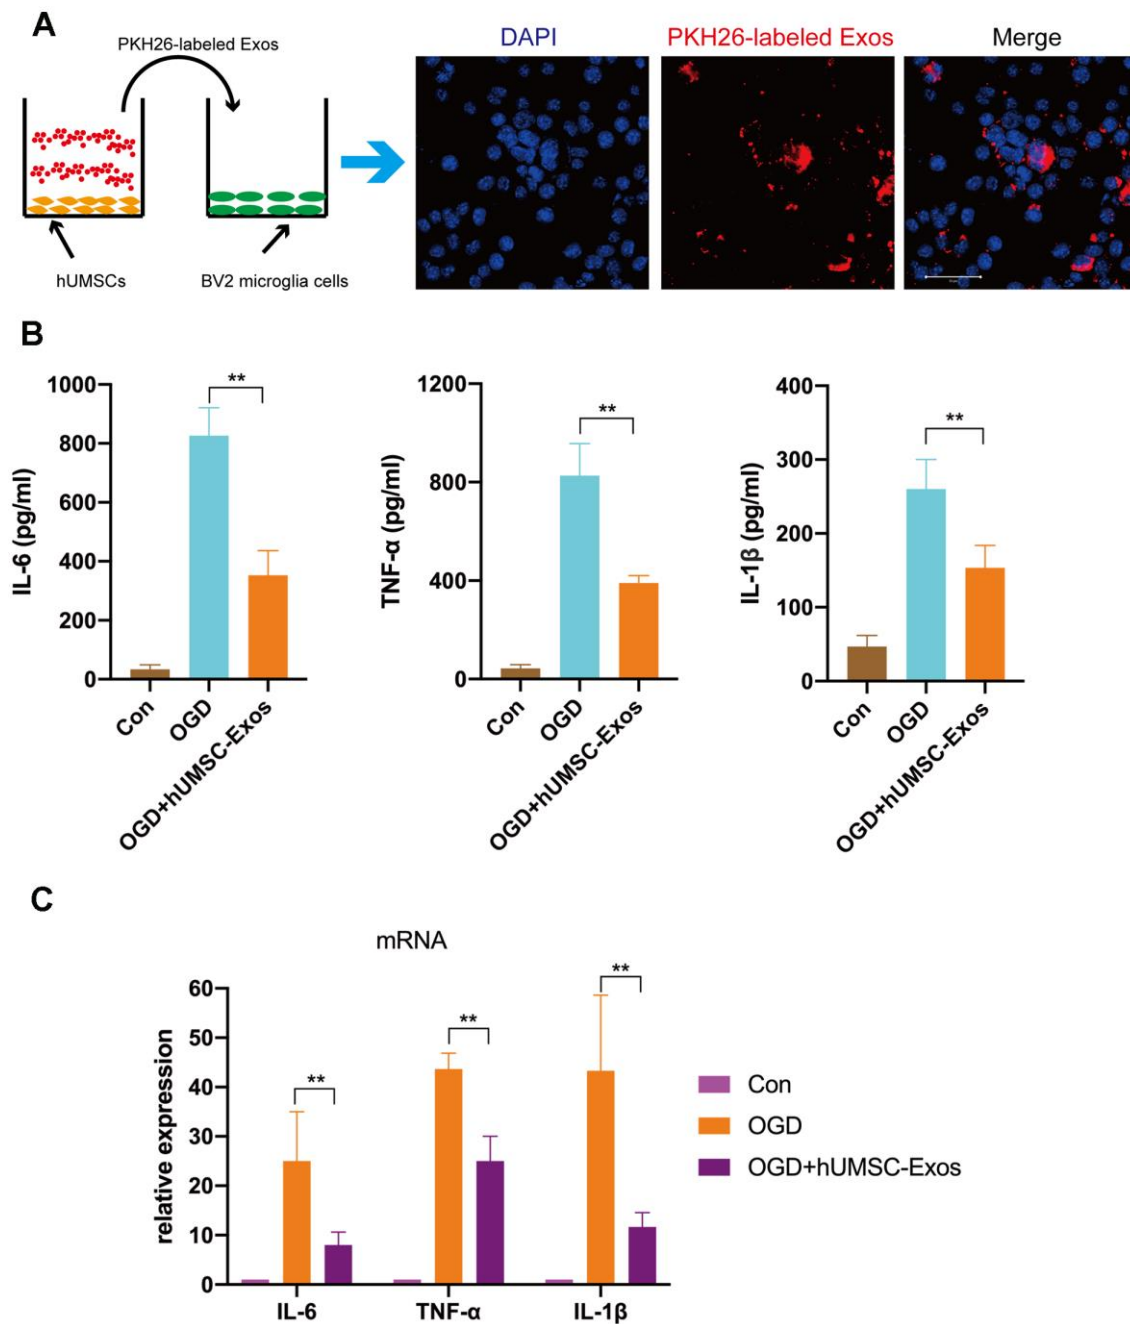 A
PKH26-labeled Exos
hUMSCs
BV2 microglia cells
DAPI
PKH26-labeled Exos
Merge
B
IL-6 (pg/ml)
1000
800
600
400
200
0
**
Con
OGD
OGD+hUMSC-Exos
TNF-α (pg/ml)
1200
800
400
0
**
Con
OGD
OGD+hUMSC-Exos
IL-1β (pg/ml)
400
300
200
100
0
**
Con
OGD
OGD+hUMSC-Exos
C
mRNA
relative expression
60
50
40
30
20
10
0
**
**
**
IL-6
TNF-α
IL-1β
Con
OGD
OGD+hUMSC-Exos